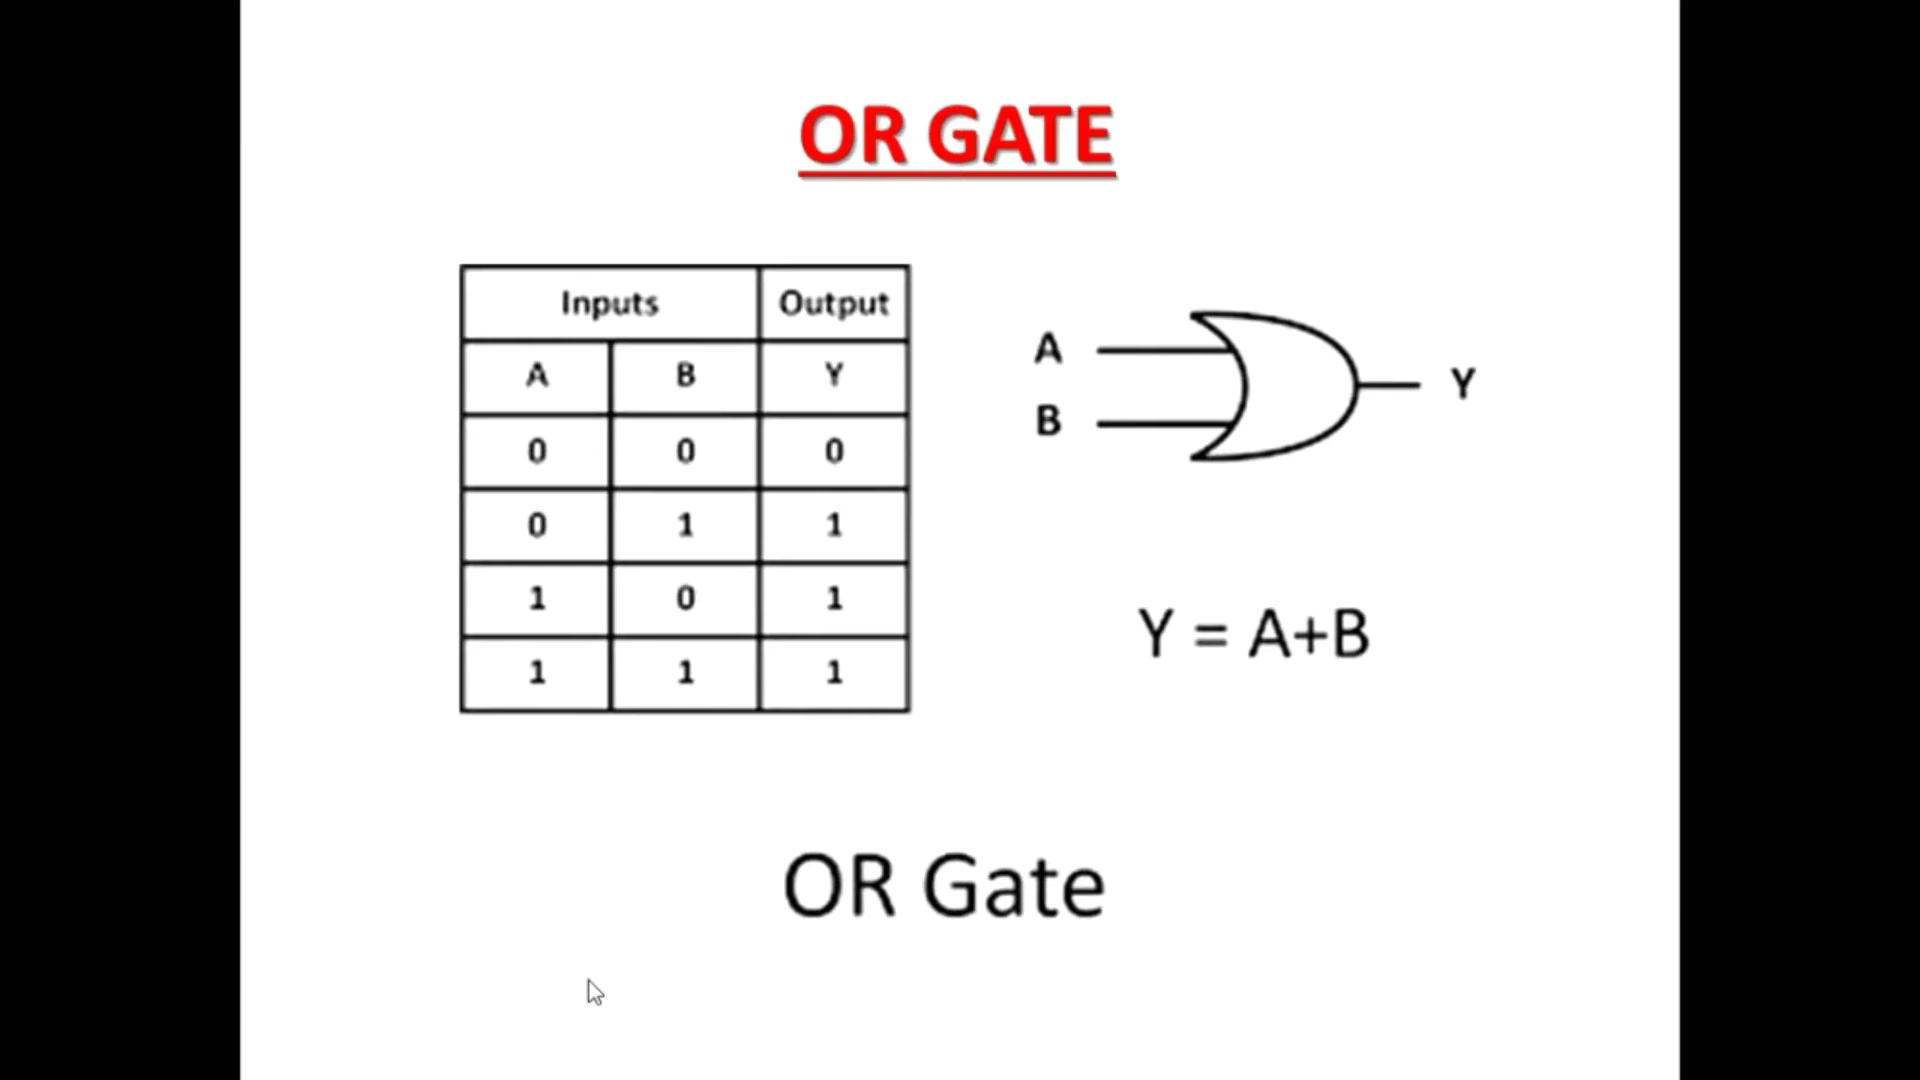 OR GATE
Inputs Output
A B Y
0 0 0
0 1 1
1 0 1
1 1 1
A
B
Y
Y = A+B
OR Gate